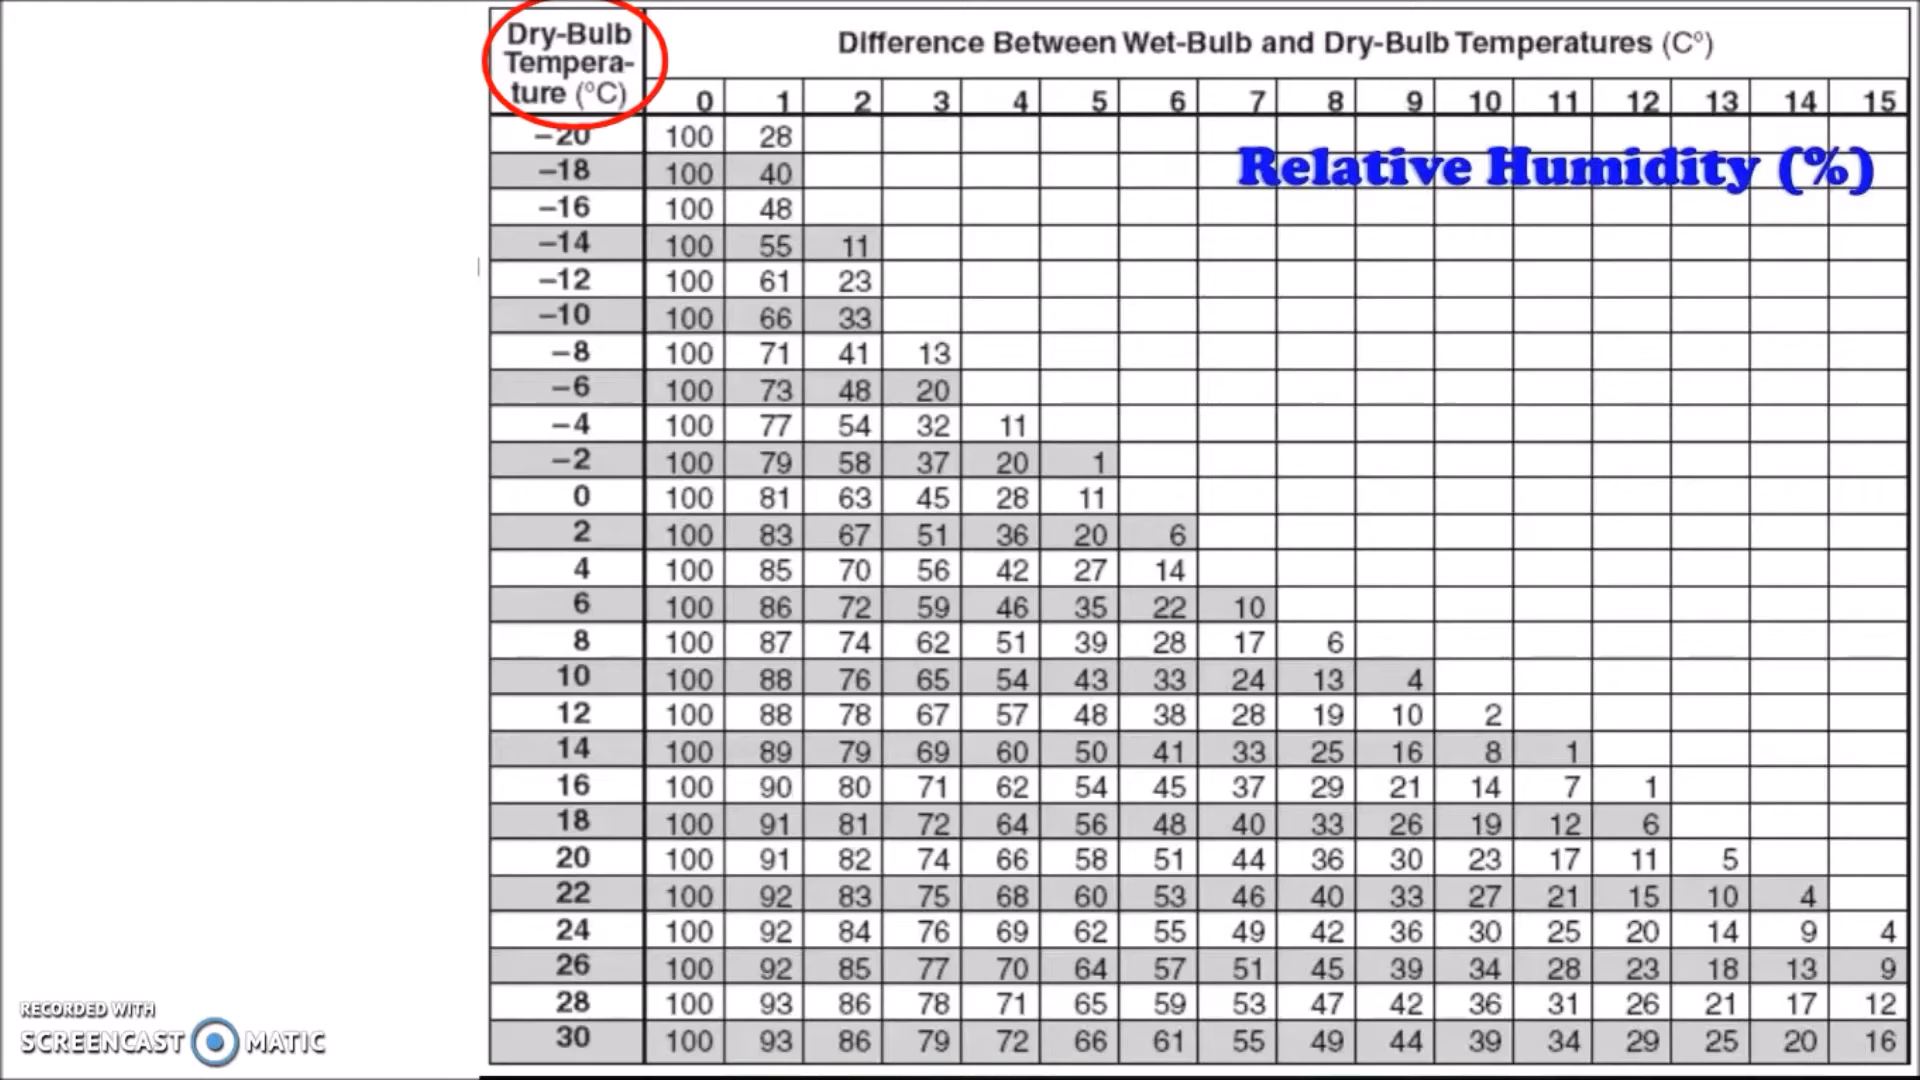 Dry-Bulb
Tempera-
ture (°C)
Difference Between Wet-Bulb and Dry-Bulb Temperatures (C°)
0 1 2 3 4 5 6 7 8 9 10 11 12 13 14 15
Relative Humidity (%)
–20 100 28
–18 100 40
–16 100 48
–14 100 55 11
–12 100 61 23
–10 100 66 33
–8 100 71 41 13
–6 100 73 48 20
–4 100 77 54 32 11
–2 100 79 58 37 20 1
0 100 81 63 45 28 11
2 100 83 67 51 36 20 6
4 100 85 70 56 42 27 14
6 100 86 72 59 46 35 22 10
8 100 87 74 62 51 39 28 17 6
10 100 88 76 65 54 43 33 24 13 4
12 100 88 78 67 57 48 38 28 19 10 2
14 100 89 79 69 60 50 41 33 25 16 8 1
16 100 90 80 71 62 54 45 37 29 21 14 7 1
18 100 91 81 72 64 56 48 40 33 26 19 12 6
20 100 91 82 74 66 58 51 44 36 30 23 17 11 5
22 100 92 83 75 68 60 53 46 40 33 27 21 15 10 4
24 100 92 84 76 69 62 55 49 42 36 30 25 20 14 9 4
26 100 92 85 77 70 64 57 51 45 39 34 28 23 18 13 9
28 100 93 86 78 71 65 59 53 47 42 36 31 26 21 17 12
30 100 93 86 79 72 66 61 55 49 44 39 34 29 25 20 16
RECORDED WITH
SCREENCAST MATIC